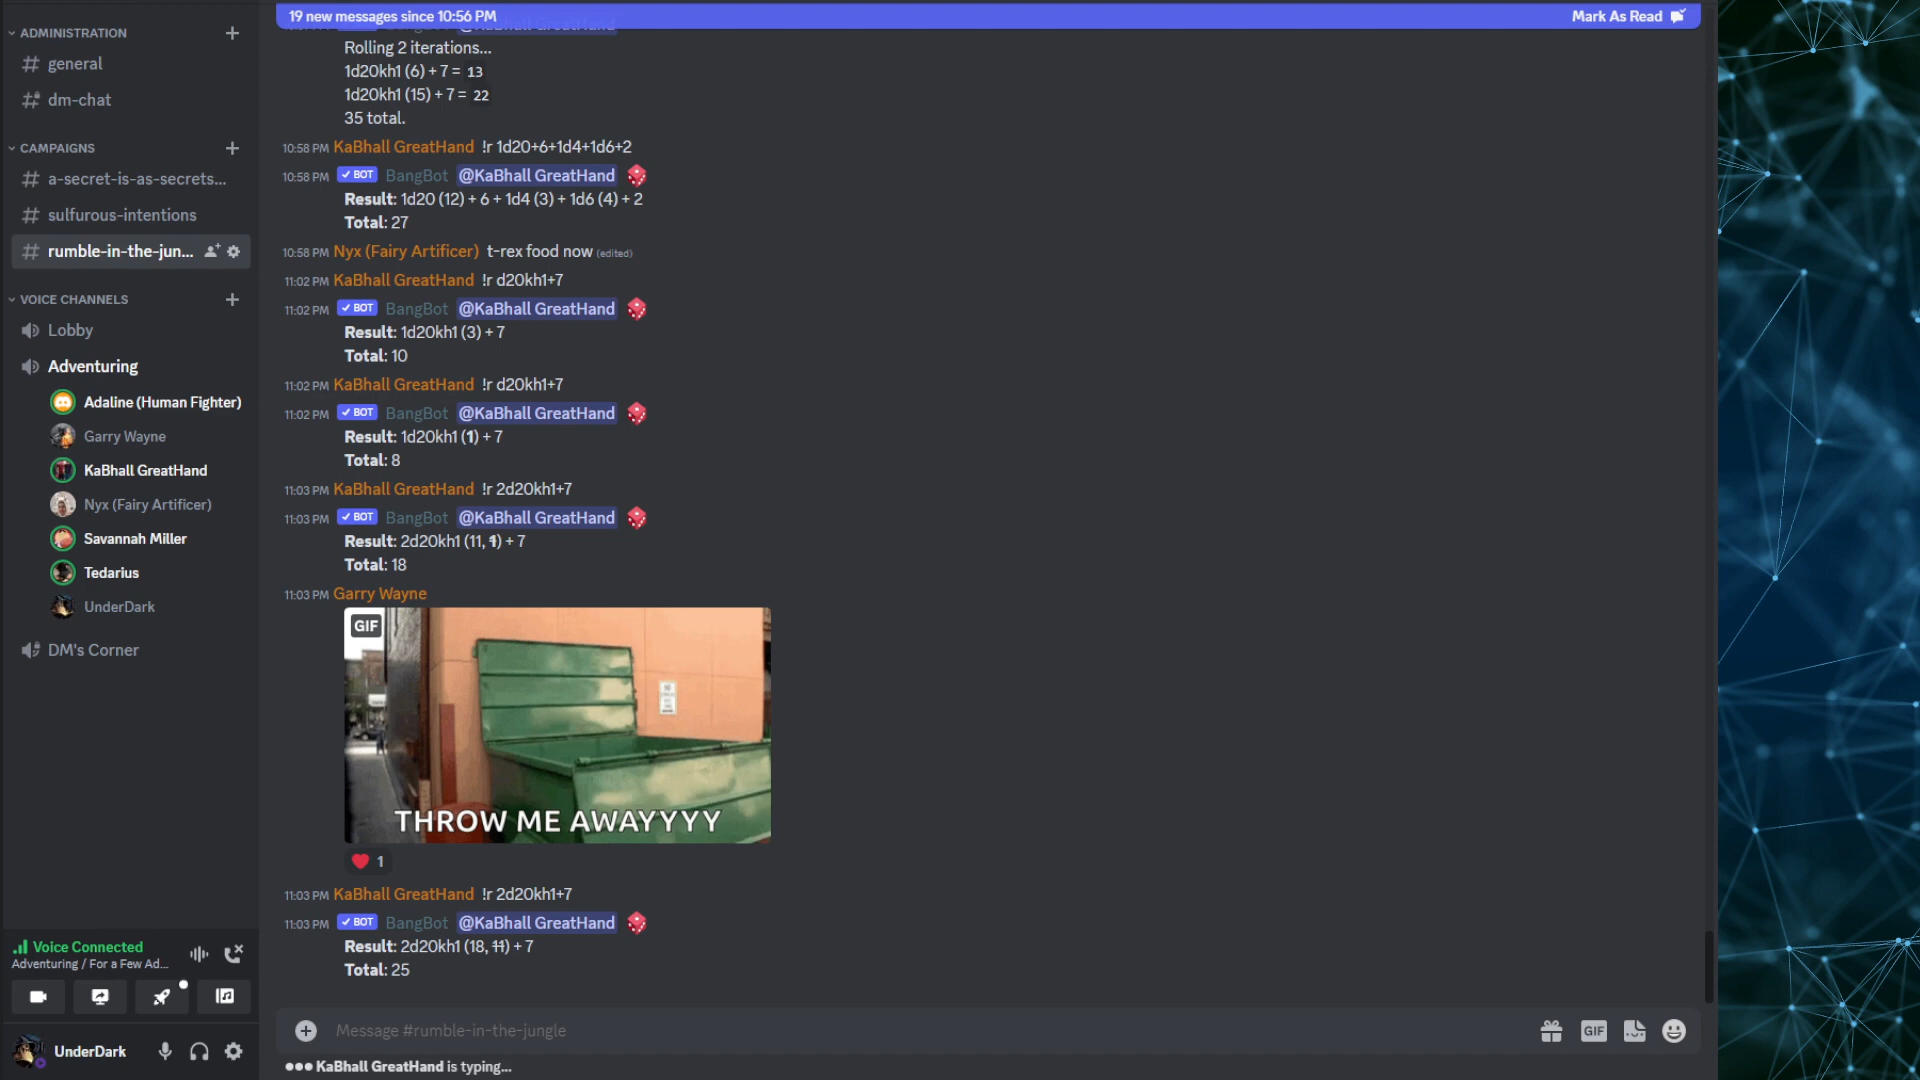 ADMINISTRATION
general
dm-chat
CAMPAIGNS
a-secret-is-as-secrets...
sulfurous-intentions
rumble-in-the-jun...
VOICE CHANNELS
Lobby
Adventuring
Adaline (Human Fighter)
Garry Wayne
KaBhall GreatHand
Nyx (Fairy Artificer)
Savannah Miller
Tedarius
UnderDark
DM's Corner
Voice Connected
Adventuring / For a Few Ad...
UnderDark
19 new messages since 10:56 PM Mark As Read
Rolling 2 iterations...
1d20kh1 (6) + 7 = 13
1d20kh1 (15) + 7 = 22
35 total.
10:58 PM KaBhall GreatHand !r 1d20+6+1d4+1d6+2
10:58 PM BOT BangBot @KaBhall GreatHand
Result: 1d20 (12) + 6 + 1d4 (3) + 1d6 (4) + 2
Total: 27
10:58 PM Nyx (Fairy Artificer) t-rex food now (edited)
11:02 PM KaBhall GreatHand !r d20kh1+7
11:02 PM BOT BangBot @KaBhall GreatHand
Result: 1d20kh1 (3) + 7
Total: 10
11:02 PM KaBhall GreatHand !r d20kh1+7
11:02 PM BOT BangBot @KaBhall GreatHand
Result: 1d20kh1 (1) + 7
Total: 8
11:03 PM KaBhall GreatHand !r 2d20kh1+7
11:03 PM BOT BangBot @KaBhall GreatHand
Result: 2d20kh1 (11, 1) + 7
Total: 18
11:03 PM Garry Wayne
GIF
THROW ME AWAYYYY
1
11:03 PM KaBhall GreatHand !r 2d20kh1+7
11:03 PM BOT BangBot @KaBhall GreatHand
Result: 2d20kh1 (18, 11) + 7
Total: 25
Message #rumble-in-the-jungle
GIF
KaBhall GreatHand is typing...